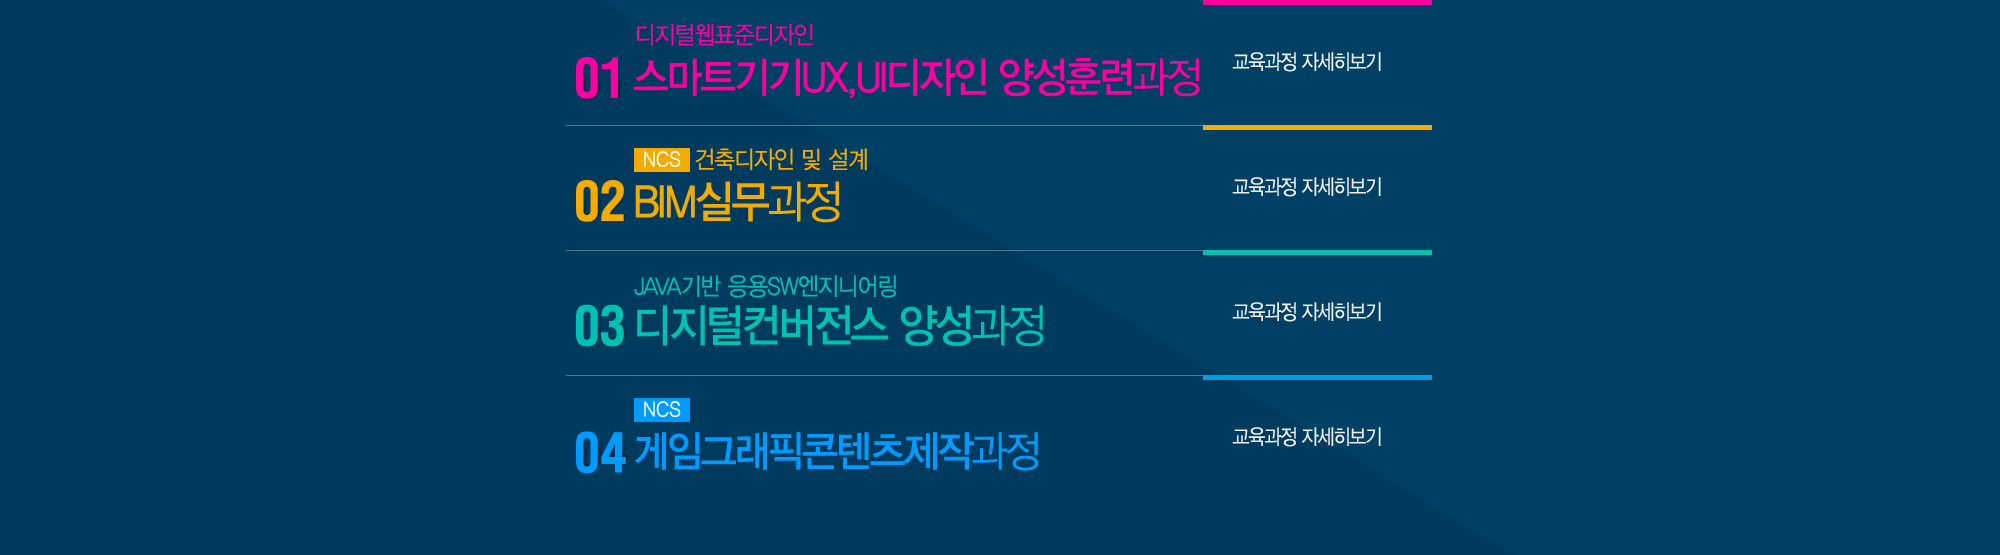 디지털웹표준디자인
01 스마트기기UX,UI디자인 양성훈련과정
교육과정 자세히보기
NCS 건축디자인 및 설계
02 BIM실무과정
교육과정 자세히보기
JAVA기반 응용SW엔지니어링
03 디지털컨버전스 양성과정
교육과정 자세히보기
NCS
04 게임그래픽콘텐츠제작과정
교육과정 자세히보기